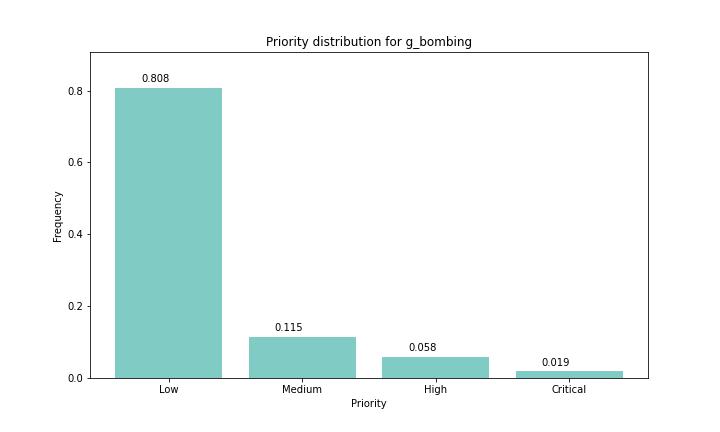 Priority distribution for g_bombing
0.808
0.8
0.6
Frequency
0.4
0.2
0.115
0.058
0.019
0.0
Low Medium High Critical
Priority